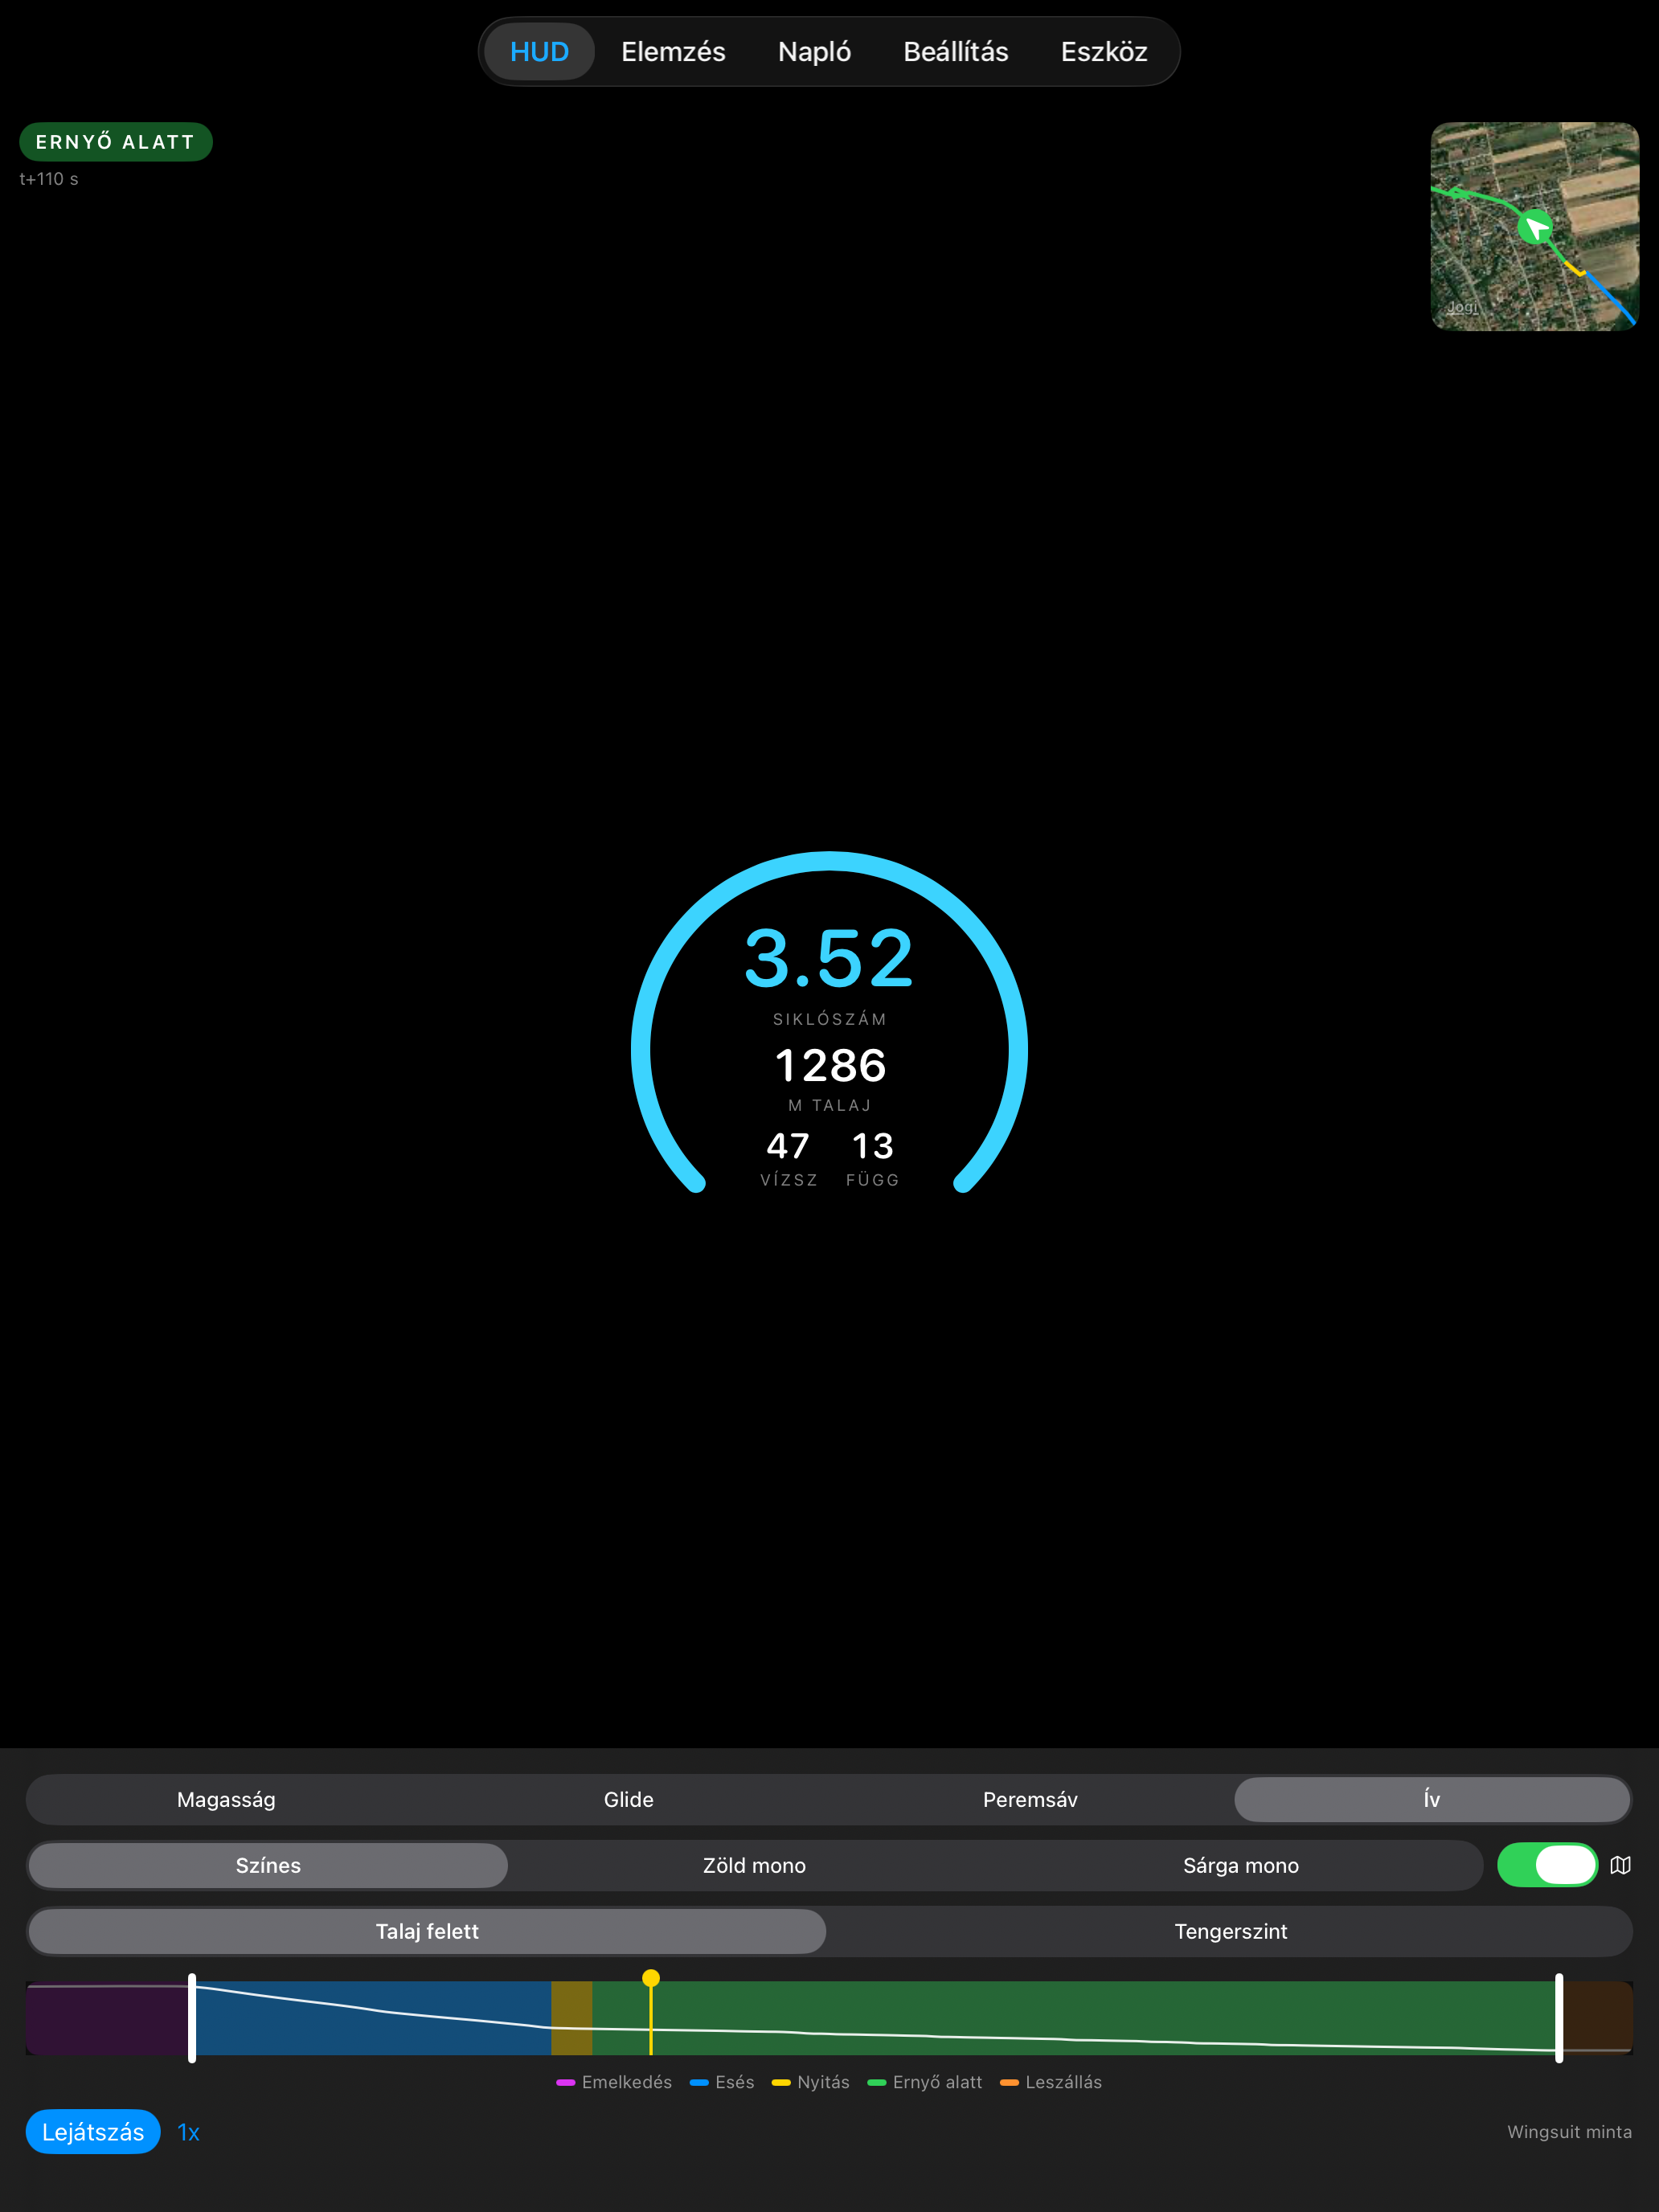 HUD Elemzés Napló Beállítás Eszköz
ERNYŐ ALATT
t+110 s
Jogi
3.52
SIKLÓSZÁM
1286
M TALAJ
47 13
VÍZSZ FÜGG
Magasság Glide Peremsáv Ív
Színes Zöld mono Sárga mono
Talaj felett Tengerszint
Emelkedés Esés Nyitás Ernyő alatt Leszállás
Lejátszás 1x Wingsuit minta